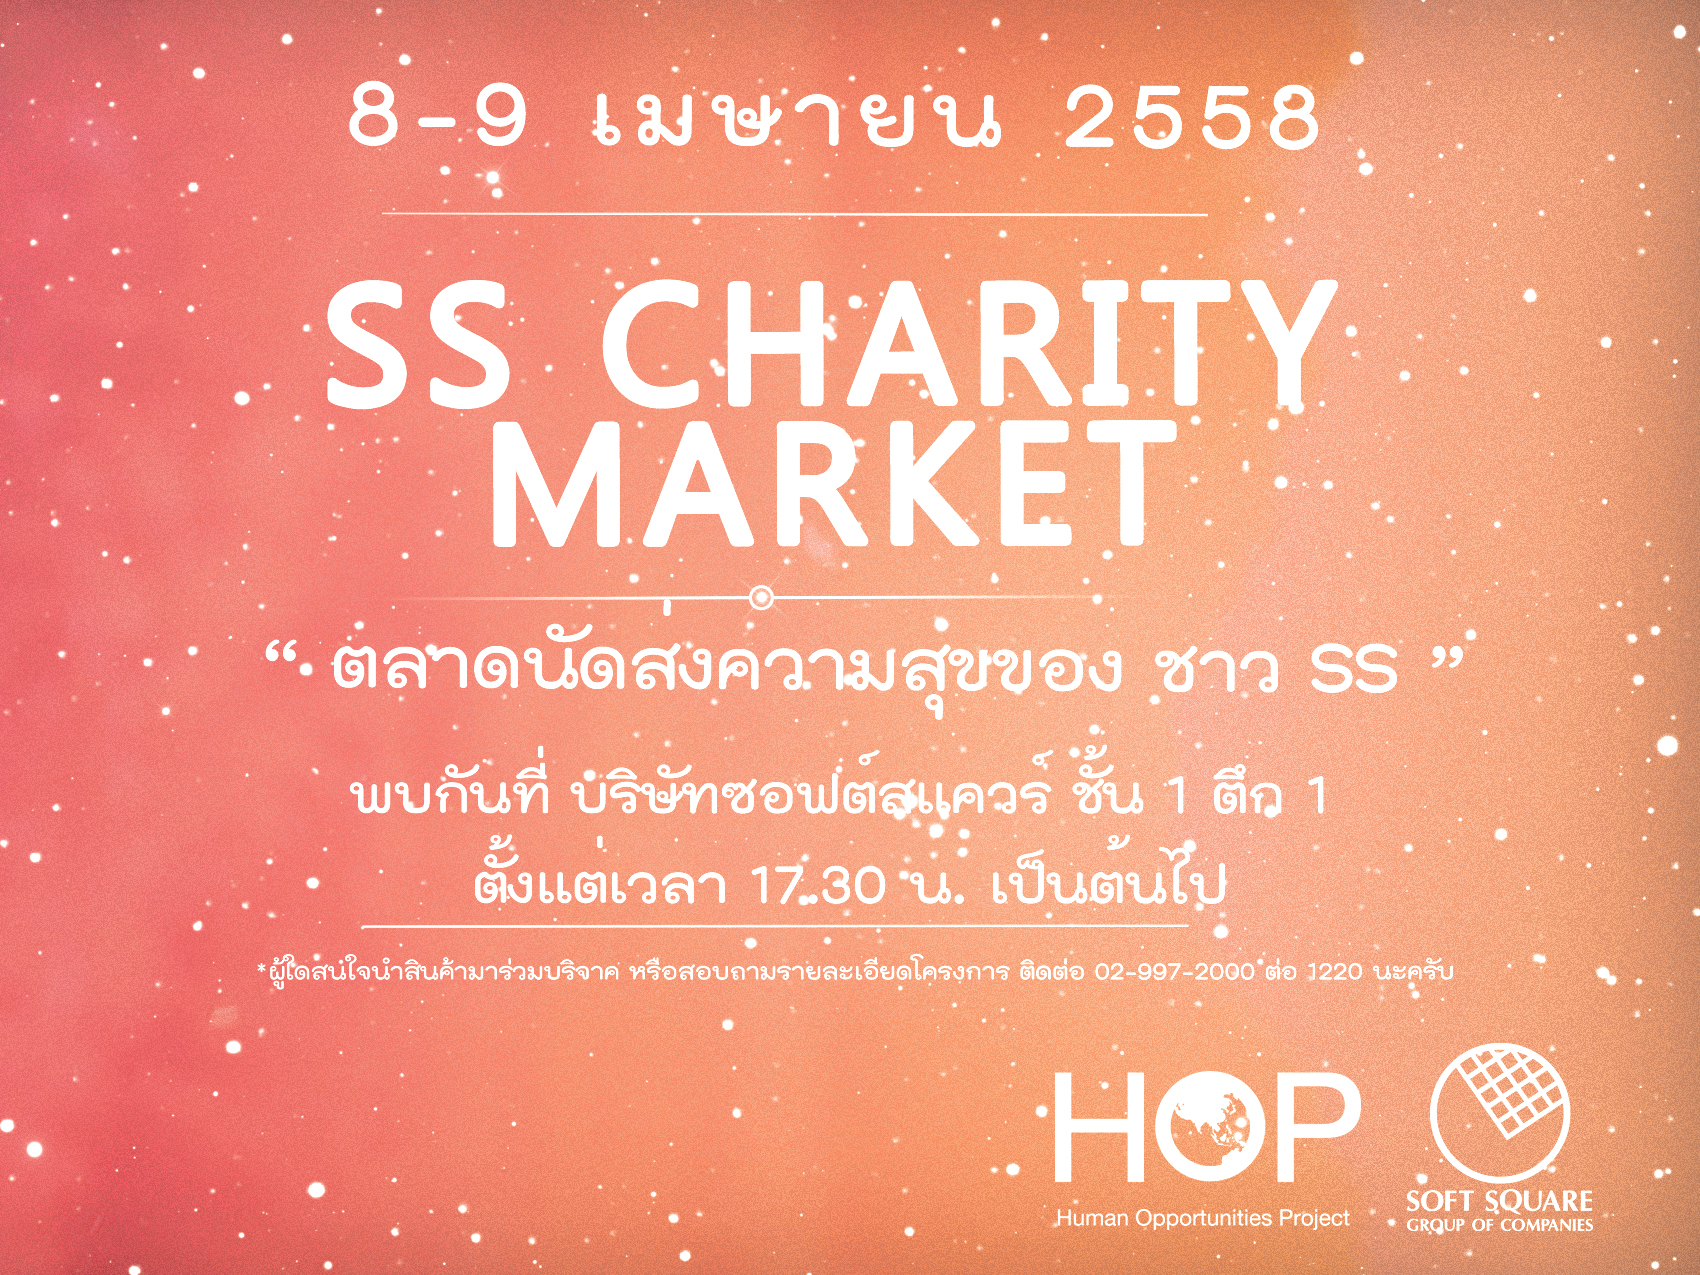 8-9 เมษายน 2558
SS CHARITY
MARKET
“ ตลาดนัดส่งความสุขของ ชาว SS ”
พบกันที่ บริษัทซอฟต์สแควร์ ชั้น 1 ตึก 1
ตั้งแต่เวลา 17.30 น. เป็นต้นไป
*ผู้ใดสนใจนำสินค้ามาร่วมบริจาค หรือสอบถามรายละเอียดโครงการ ติดต่อ 02-997-2000 ต่อ 1220 นะครับ
HOP
Human Opportunities Project
SOFT SQUARE
GROUP OF COMPANIES